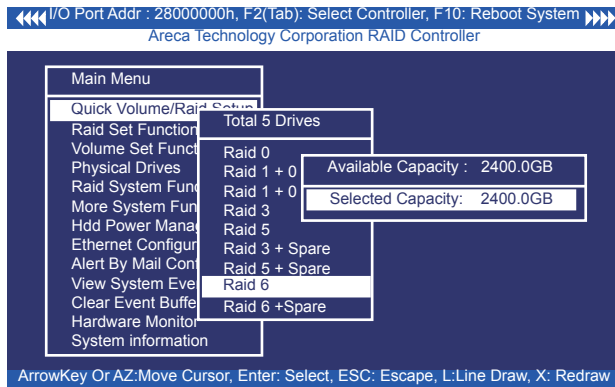 I/O Port Addr : 28000000h, F2(Tab): Select Controller, F10: Reboot System
Areca Technology Corporation RAID Controller
Main Menu
Quick Volume/Raid Setup
Raid Set Function
Volume Set Funct
Physical Drives
Raid System Func
More System Fun
Hdd Power Mana
Ethernet Configur
Alert By Mail Con
View System Eve
Clear Event Buffe
Hardware Monitor
System information
Total 5 Drives
Raid 0
Raid 1 + 0
Raid 1 + 0
Raid 3
Raid 5
Raid 3 + Spare
Raid 5 + Spare
Raid 6
Raid 6 +Spare
Available Capacity : 2400.0GB
Selected Capacity: 2400.0GB
ArrowKey Or AZ:Move Cursor, Enter: Select, ESC: Escape, L:Line Draw, X: Redraw